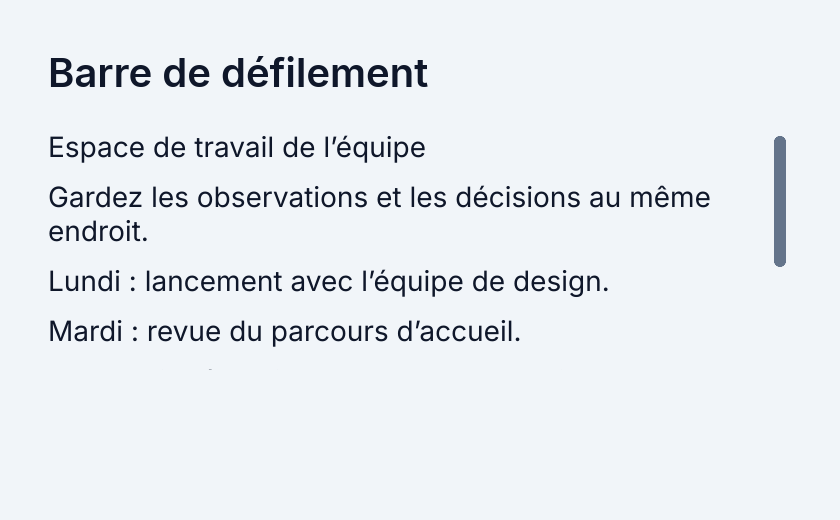 Barre de défilement
Espace de travail de l’équipe
Gardez les observations et les décisions au même
endroit.
Lundi : lancement avec l’équipe de design.
Mardi : revue du parcours d’accueil.